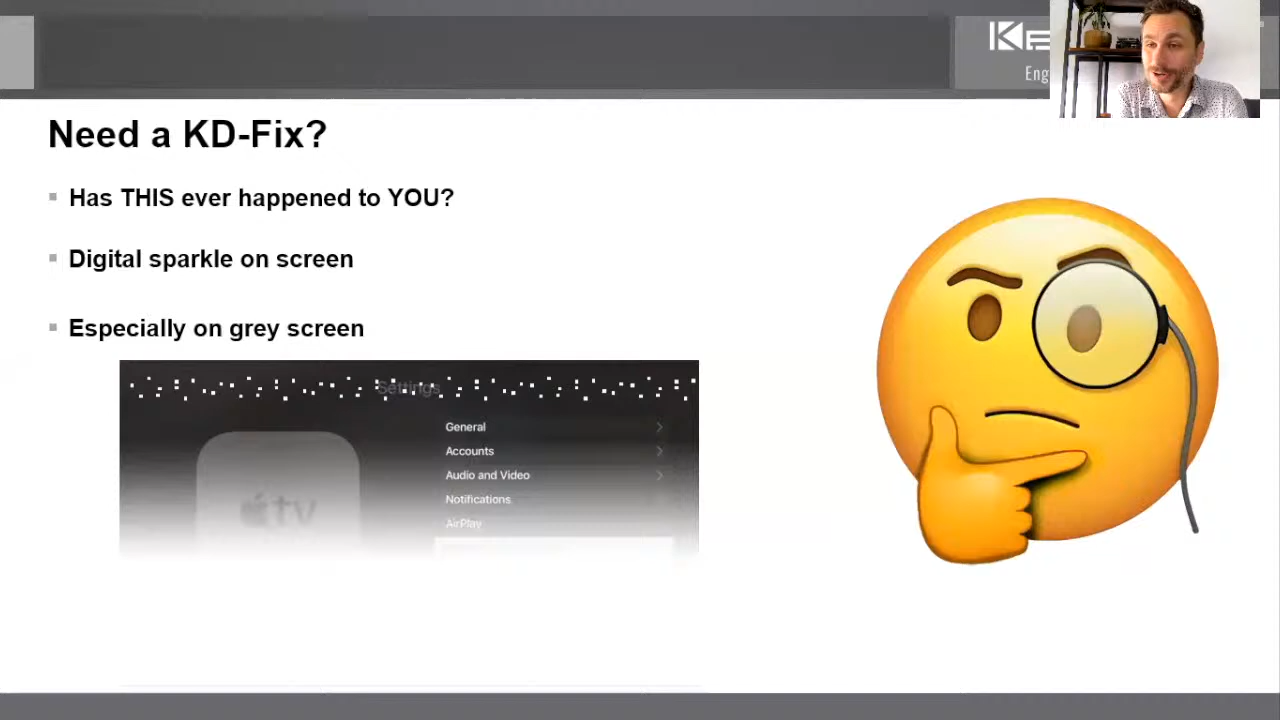 Eng
Need a KD-Fix?
Has THIS ever happened to YOU?
Digital sparkle on screen
Especially on grey screen
Settings
General
Accounts
Audio and Video
Notifications
AirPlay
tv